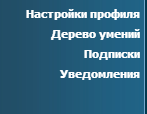 Настройки профиля
Дерево умений
Подписки
Уведомления